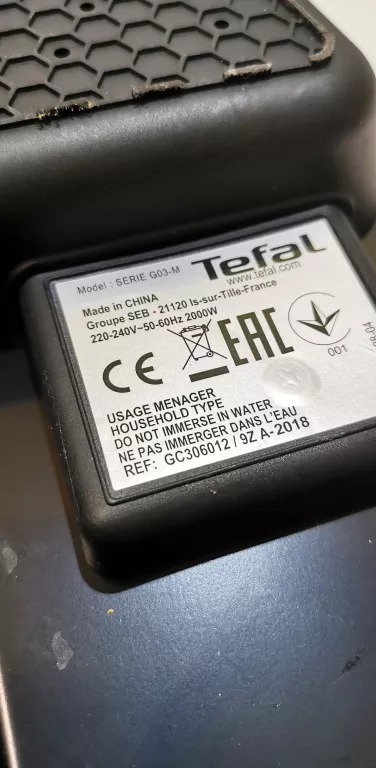 Model : SERIE G03-M
Tefal
www.tefal.com
Made in CHINA
Groupe SEB - 21120 Is-sur-Tille-France
220-240V~50-60Hz 2000W
CE
EAC
001
USAGE MENAGER
HOUSEHOLD TYPE
DO NOT IMMERSE IN WATER
NE PAS IMMERGER DANS L'EAU
REF: GC306012 / 9Z A-2018